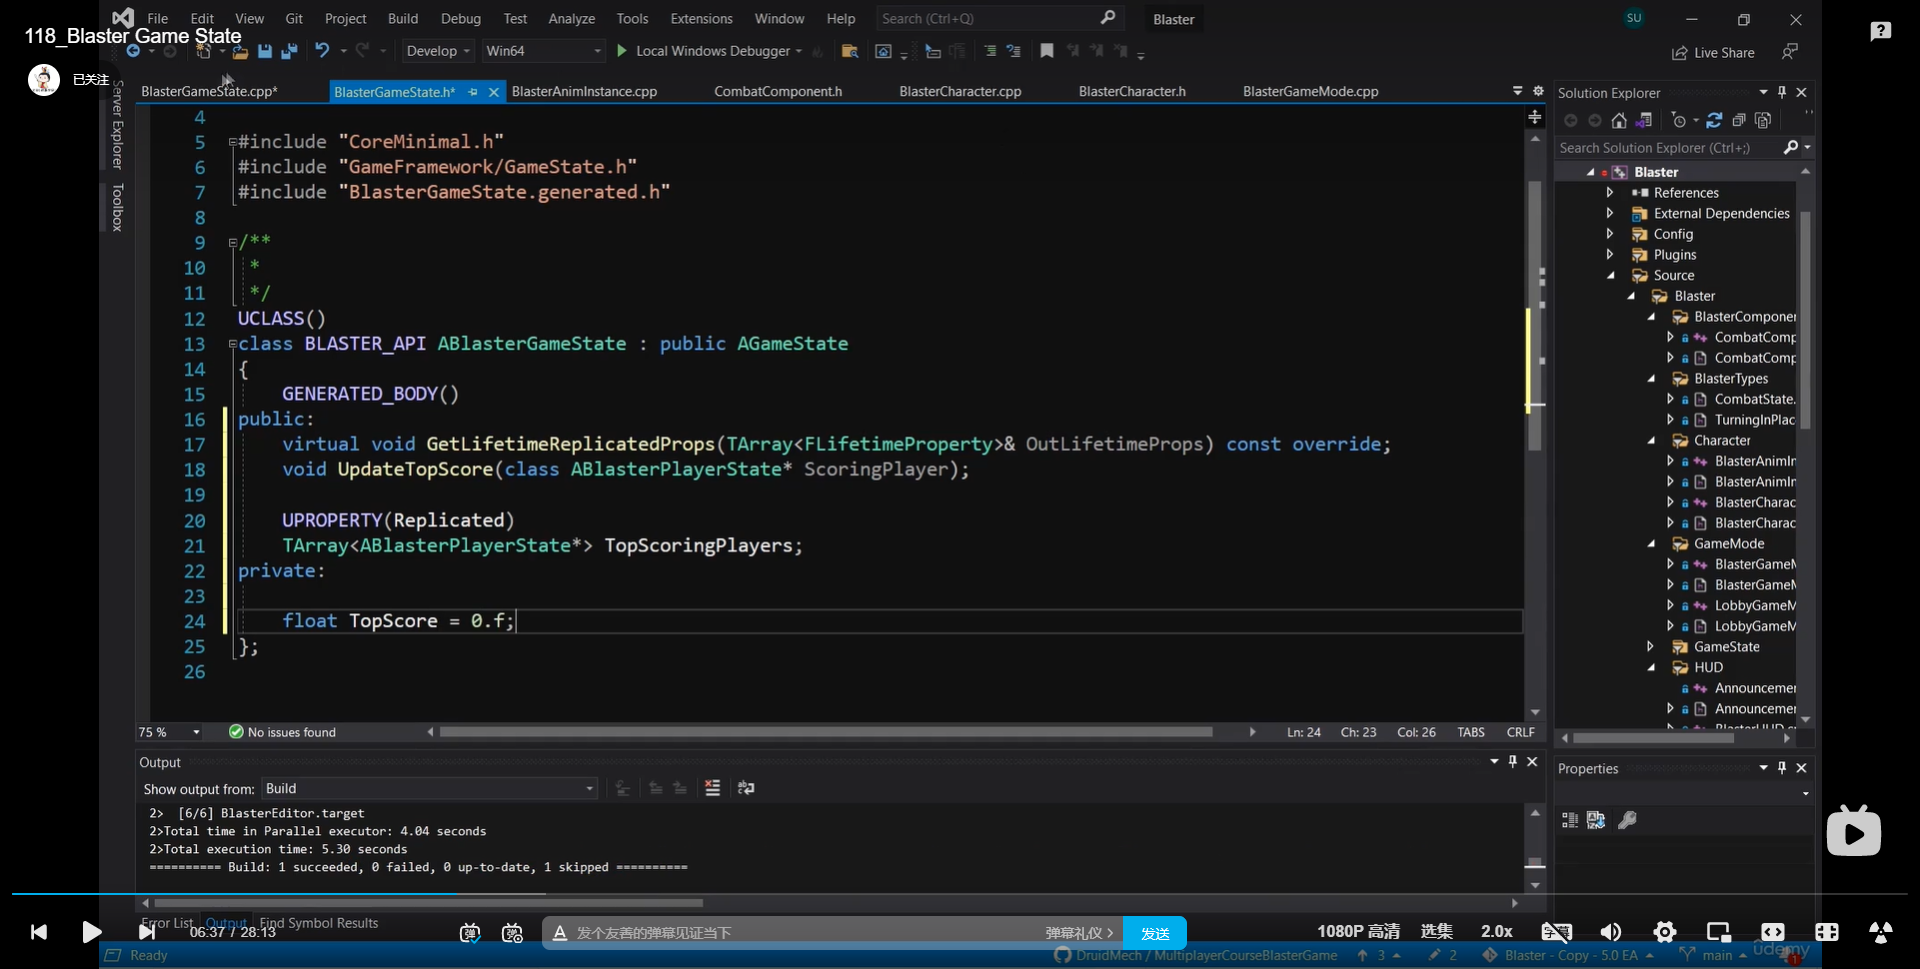 File Edit View Git Project Build Debug Test Analyze Tools Extensions Window Help Search (Ctrl+Q) Blaster SU
118_Blaster Game State
Develop Win64 Local Windows Debugger Live Share
已关注
Server Explorer
Toolbox
BlasterGameState.cpp* BlasterGameState.h* BlasterAnimInstance.cpp CombatComponent.h BlasterCharacter.cpp BlasterCharacter.h BlasterGameMode.cpp
4
5 #include "CoreMinimal.h"
6 #include "GameFramework/GameState.h"
7 #include "BlasterGameState.generated.h"
8
9 /**
10 *
11 */
12 UCLASS()
13 class BLASTER_API ABlasterGameState : public AGameState
14 {
15 GENERATED_BODY()
16 public:
17 virtual void GetLifetimeReplicatedProps(TArray<FLifetimeProperty>& OutLifetimeProps) const override;
18 void UpdateTopScore(class ABlasterPlayerState* ScoringPlayer);
19
20 UPROPERTY(Replicated)
21 TArray<ABlasterPlayerState*> TopScoringPlayers;
22 private:
23
24 float TopScore = 0.f;
25 };
26
75 % No issues found Ln: 24 Ch: 23 Col: 26 TABS CRLF
Solution Explorer
Search Solution Explorer (Ctrl+;)
Blaster
References
External Dependencies
Config
Plugins
Source
Blaster
BlasterComponer
CombatComp
CombatComp
BlasterTypes
CombatState.
TurningInPlac
Character
BlasterAnimIn
BlasterAnimIn
BlasterCharac
BlasterCharac
GameMode
BlasterGameM
BlasterGameM
LobbyGameM
LobbyGameM
GameState
HUD
Announcemer
Announcemer
Output
Show output from: Build
2> [6/6] BlasterEditor.target
2>Total time in Parallel executor: 4.04 seconds
2>Total execution time: 5.30 seconds
========== Build: 1 succeeded, 0 failed, 0 up-to-date, 1 skipped ==========
Properties
Error List Output Find Symbol Results
06:37 / 28:13 弹 弹 A 发个友善的弹幕见证当下 弹幕礼仪 > 发送 1080P 高清 选集 2.0x 字幕
Ready DruidMech / MultiplayerCourseBlasterGame 3 2 Blaster - Copy - 5.0 EA main 1
ûdemy